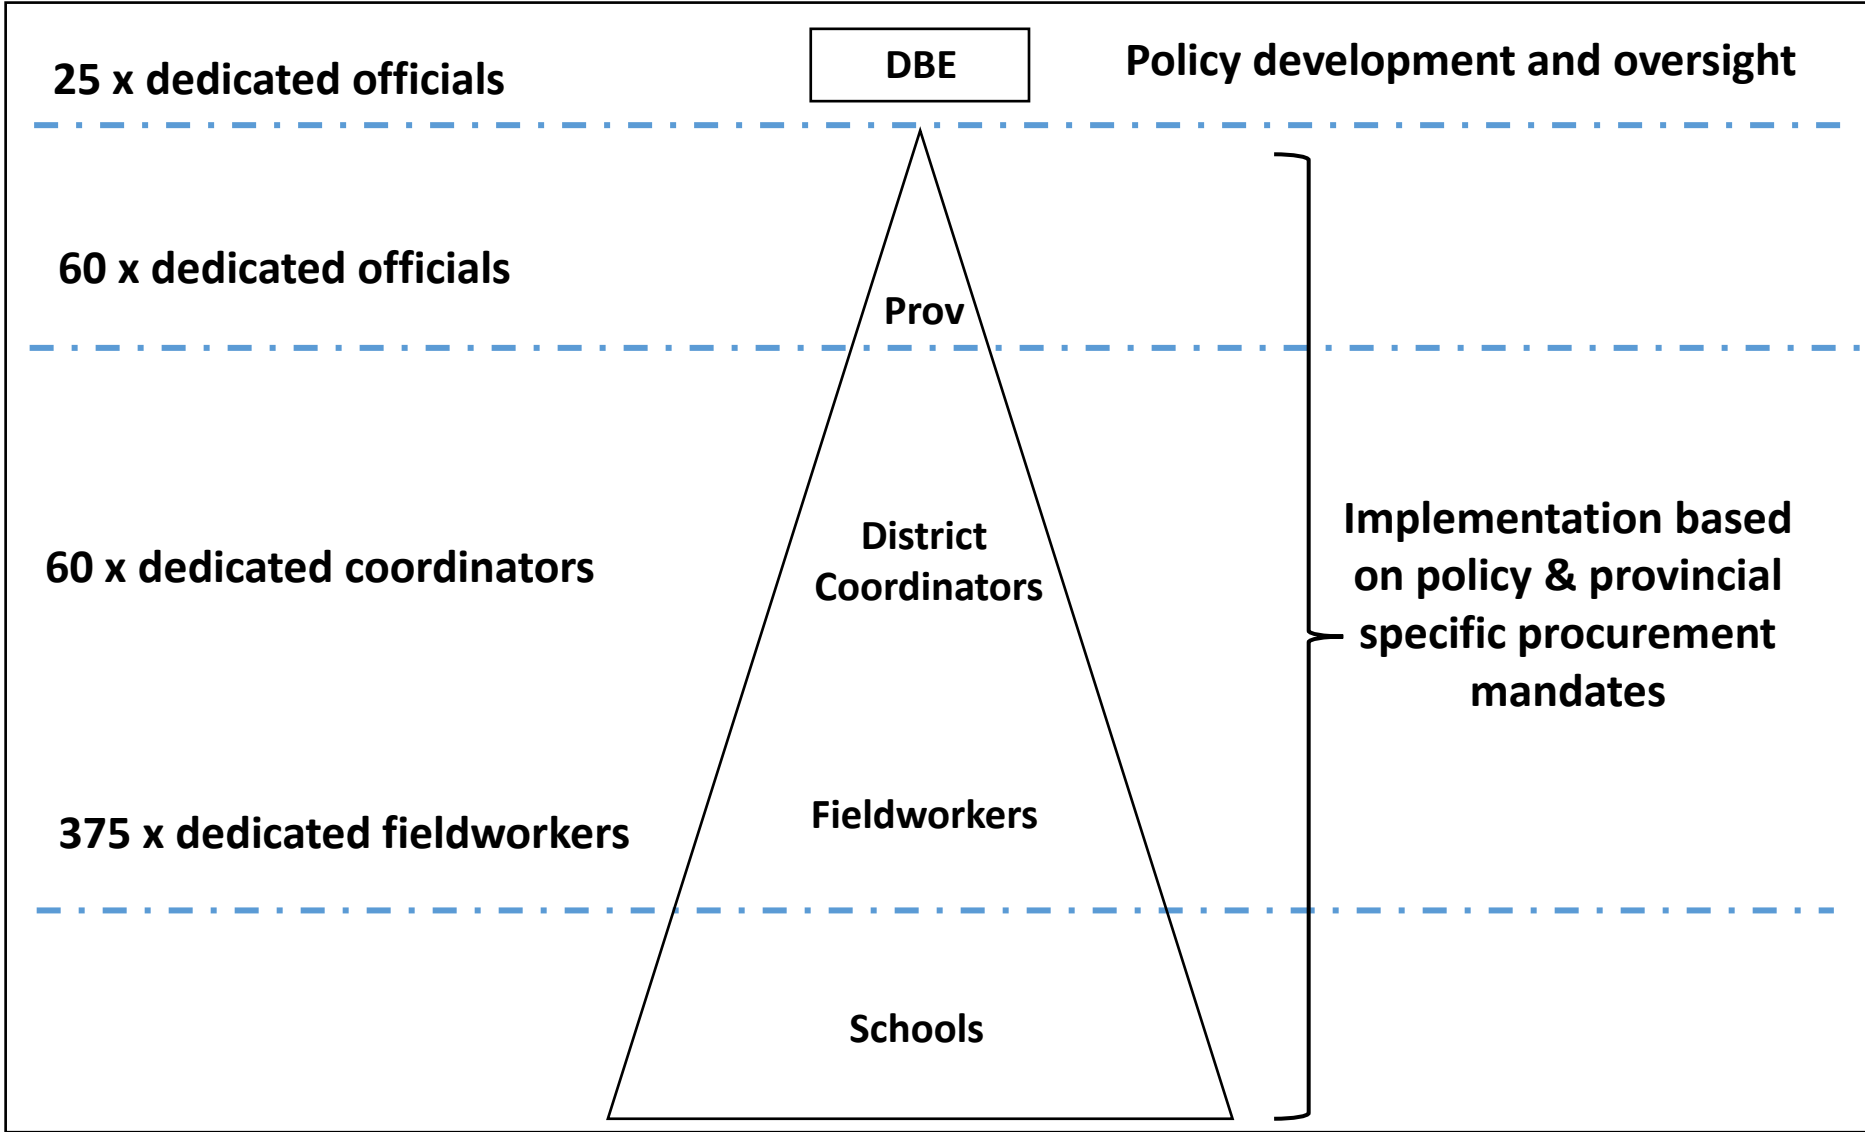 25 x dedicated officials
DBE
Policy development and oversight
60 x dedicated officials
Prov
60 x dedicated coordinators
District
Coordinators
Implementation based
on policy & provincial
specific procurement
mandates
375 x dedicated fieldworkers
Fieldworkers
Schools